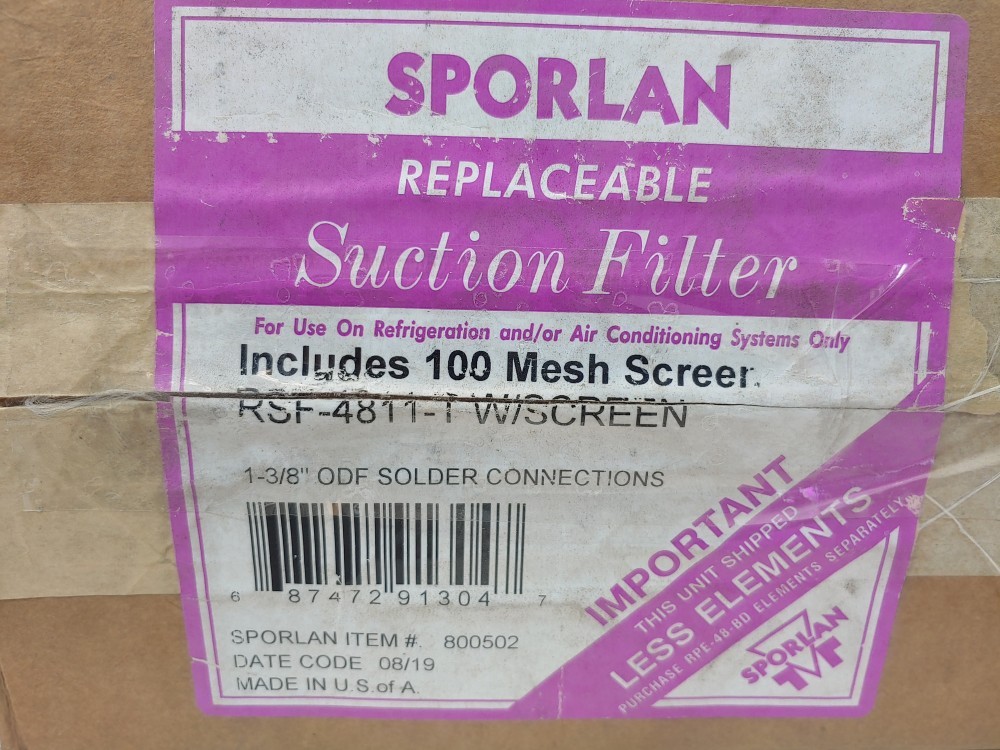 SPORLAN
REPLACEABLE
Suction Filter
For Use On Refrigeration and/or Air Conditioning Systems Only
Includes 100 Mesh Screen
RSF-4811-T W/SCREEN
1-3/8" ODF SOLDER CONNECTIONS
6 87472 91304 7
SPORLAN ITEM #. 800502
DATE CODE 08/19
MADE IN U.S.of A.
IMPORTANT
THIS UNIT SHIPPED
LESS ELEMENTS
PURCHASE RPE-48-BD ELEMENTS SEPARATELY
SPORLAN